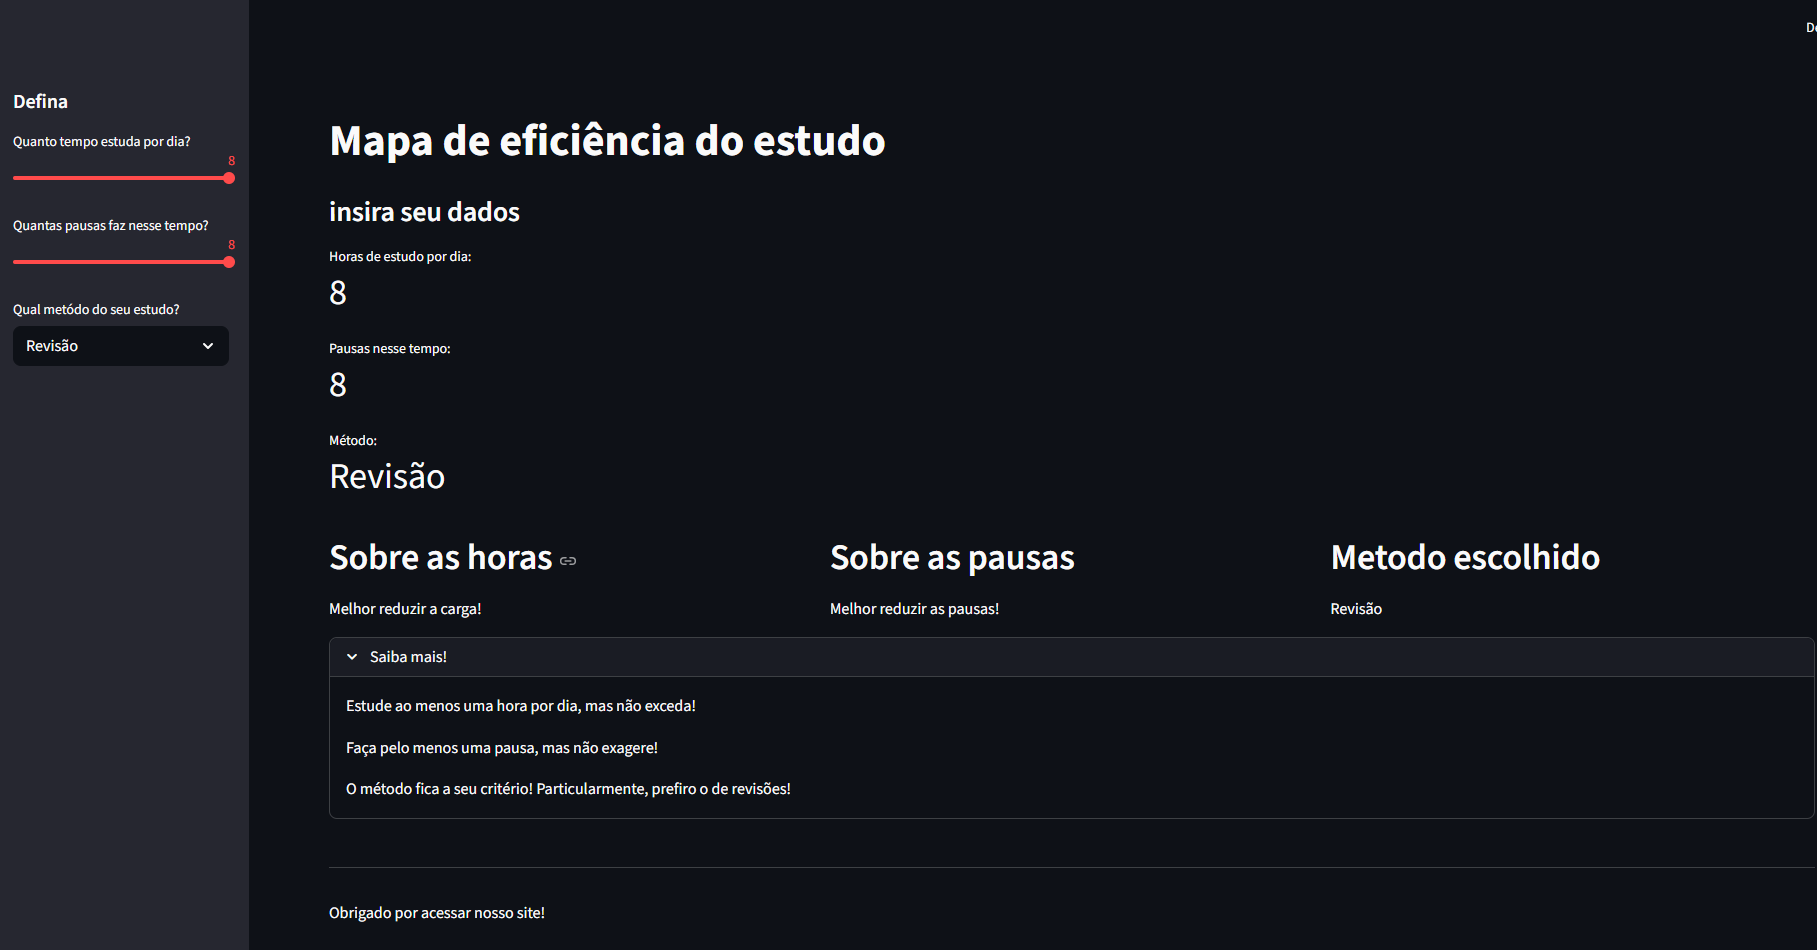 Defina
Quanto tempo estuda por dia?
8
Quantas pausas faz nesse tempo?
8
Qual metódo do seu estudo?
Revisão
Mapa de eficiência do estudo
insira seu dados
Horas de estudo por dia:
8
Pausas nesse tempo:
8
Método:
Revisão
Sobre as horas
Melhor reduzir a carga!
Sobre as pausas
Melhor reduzir as pausas!
Metodo escolhido
Revisão
Saiba mais!
Estude ao menos uma hora por dia, mas não exceda!
Faça pelo menos uma pausa, mas não exagere!
O método fica a seu critério! Particularmente, prefiro o de revisões!
Obrigado por acessar nosso site!